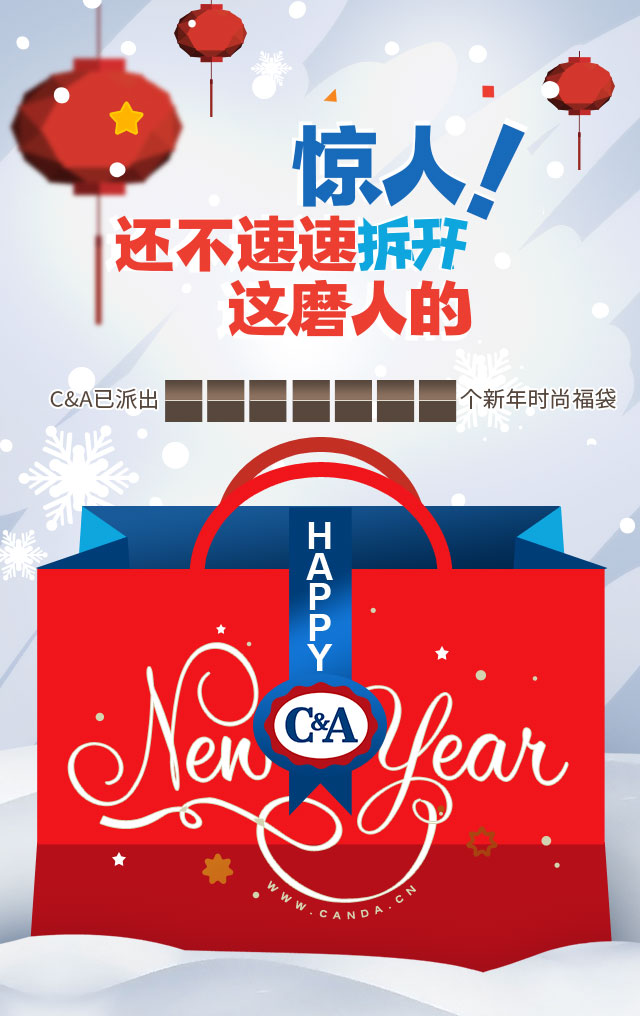 惊人!
还不速速拆开
这磨人的
C&A已派出 个新年时尚福袋
HAPPY
New Year
C&A
WWW.CANDA.CN